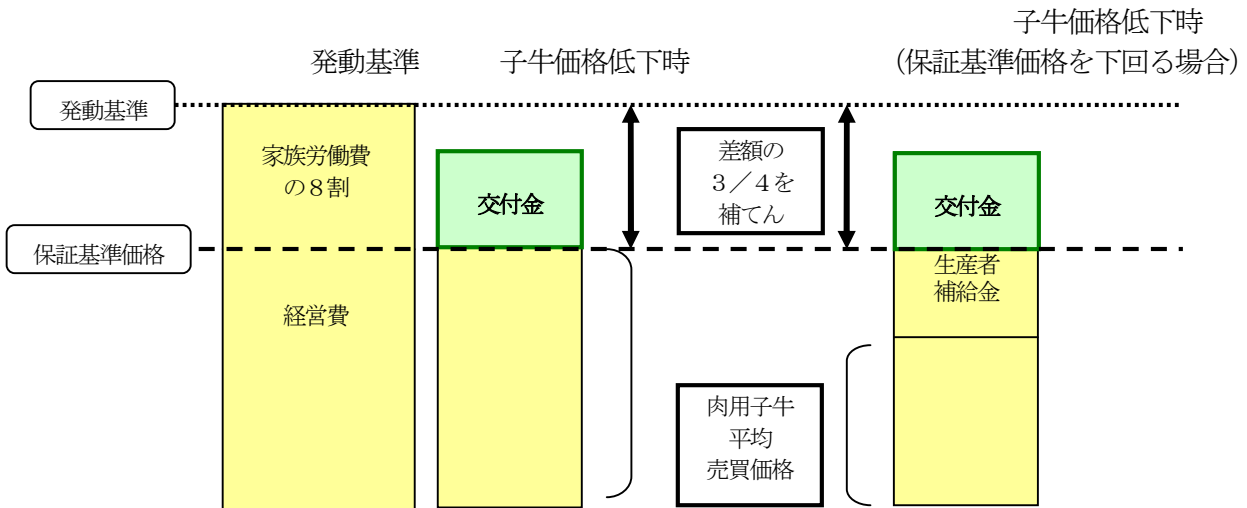 子牛価格低下時
発動基準
子牛価格低下時
(保証基準価格を下回る場合)
発動基準
家族労働費
の8割
交付金
差額の
3/4を
補てん
交付金
保証基準価格
生産者
補給金
経営費
肉用子牛
平均
売買価格